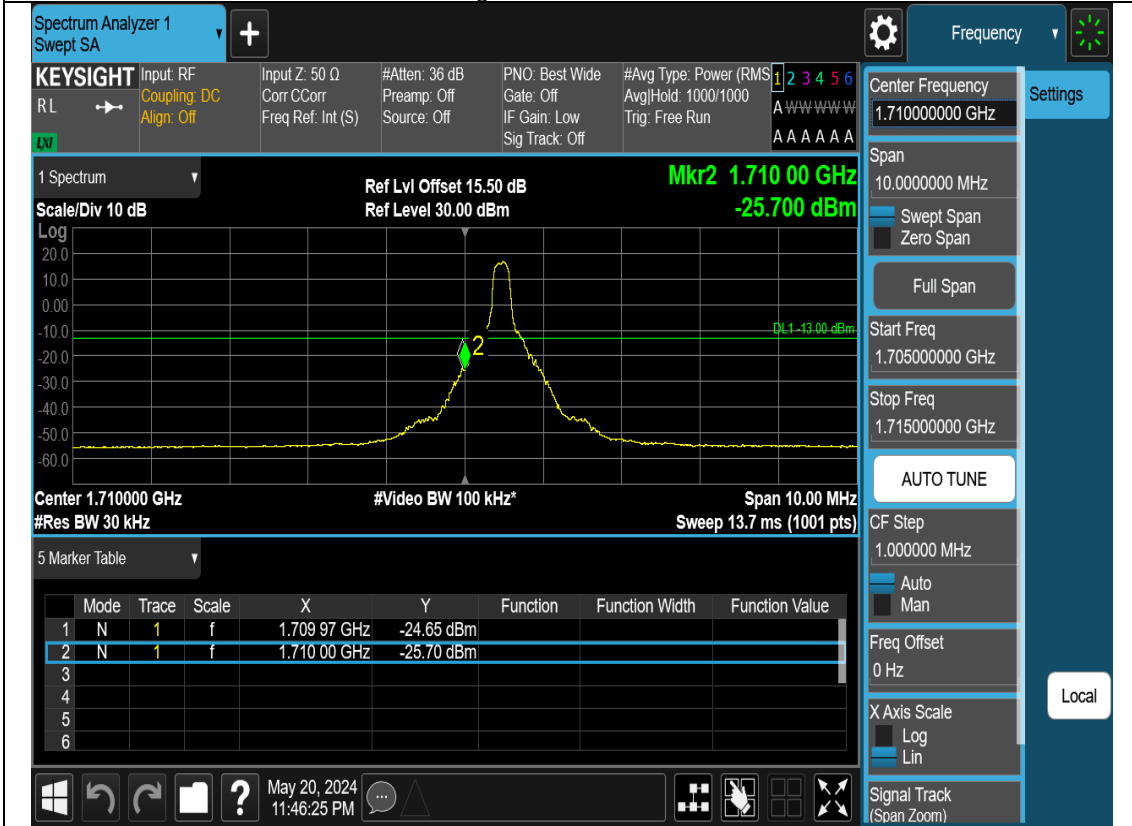 Spectrum Analyzer 1
Swept SA
+
Frequency
KEYSIGHT
R L
LXI
Input: RF
Coupling: DC
Align: Off
Input Z: 50 Ω
Corr CCorr
Freq Ref: Int (S)
#Atten: 36 dB
Preamp: Off
Source: Off
PNO: Best Wide
Gate: Off
IF Gain: Low
Sig Track: Off
#Avg Type: Power (RMS
Avg|Hold: 1000/1000
Trig: Free Run
1 2 3 4 5 6
A W W W W W
A A A A A A
1 Spectrum
Ref Lvl Offset 15.50 dB
Mkr2 1.710 00 GHz
Scale/Div 10 dB
Ref Level 30.00 dBm
-25.700 dBm
Log
20.0
10.0
0.00
-10.0
-20.0
-30.0
-40.0
-50.0
-60.0
DL1 -13.00 dBm
2
Center 1.710000 GHz
#Video BW 100 kHz*
Span 10.00 MHz
#Res BW 30 kHz
Sweep 13.7 ms (1001 pts)
5 Marker Table
Mode Trace Scale X Y Function Function Width Function Value
1 N 1 f 1.709 97 GHz -24.65 dBm
2 N 1 f 1.710 00 GHz -25.70 dBm
3
4
5
6
May 20, 2024
11:46:25 PM
?
Center Frequency
1.710000000 GHz
Settings
Span
10.0000000 MHz
Swept Span
Zero Span
Full Span
Start Freq
1.705000000 GHz
Stop Freq
1.715000000 GHz
AUTO TUNE
CF Step
1.000000 MHz
Auto
Man
Freq Offset
0 Hz
Local
X Axis Scale
Log
Lin
Signal Track
(Span Zoom)